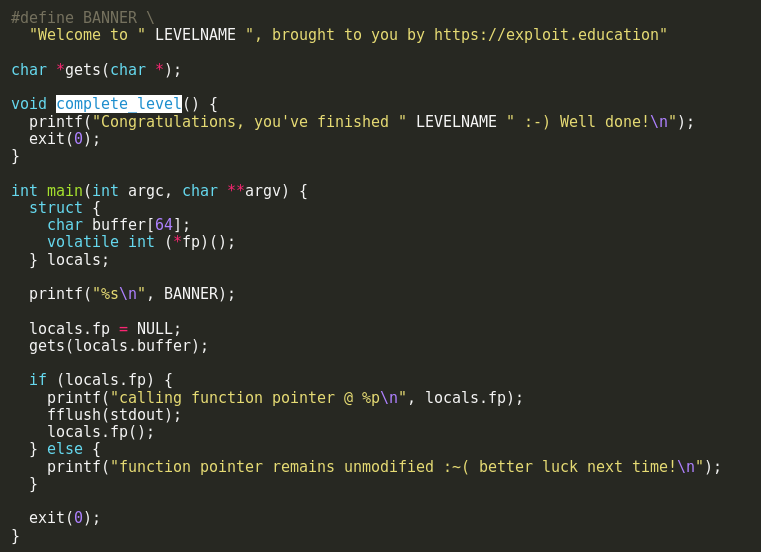 #define BANNER \
  "Welcome to " LEVELNAME ", brought to you by https://exploit.education"

char *gets(char *);

void complete_level() {
  printf("Congratulations, you've finished " LEVELNAME " :-) Well done!\n");
  exit(0);
}

int main(int argc, char **argv) {
  struct {
    char buffer[64];
    volatile int (*fp)();
  } locals;

  printf("%s\n", BANNER);

  locals.fp = NULL;
  gets(locals.buffer);

  if (locals.fp) {
    printf("calling function pointer @ %p\n", locals.fp);
    fflush(stdout);
    locals.fp();
  } else {
    printf("function pointer remains unmodified :~( better luck next time!\n");
  }

  exit(0);
}